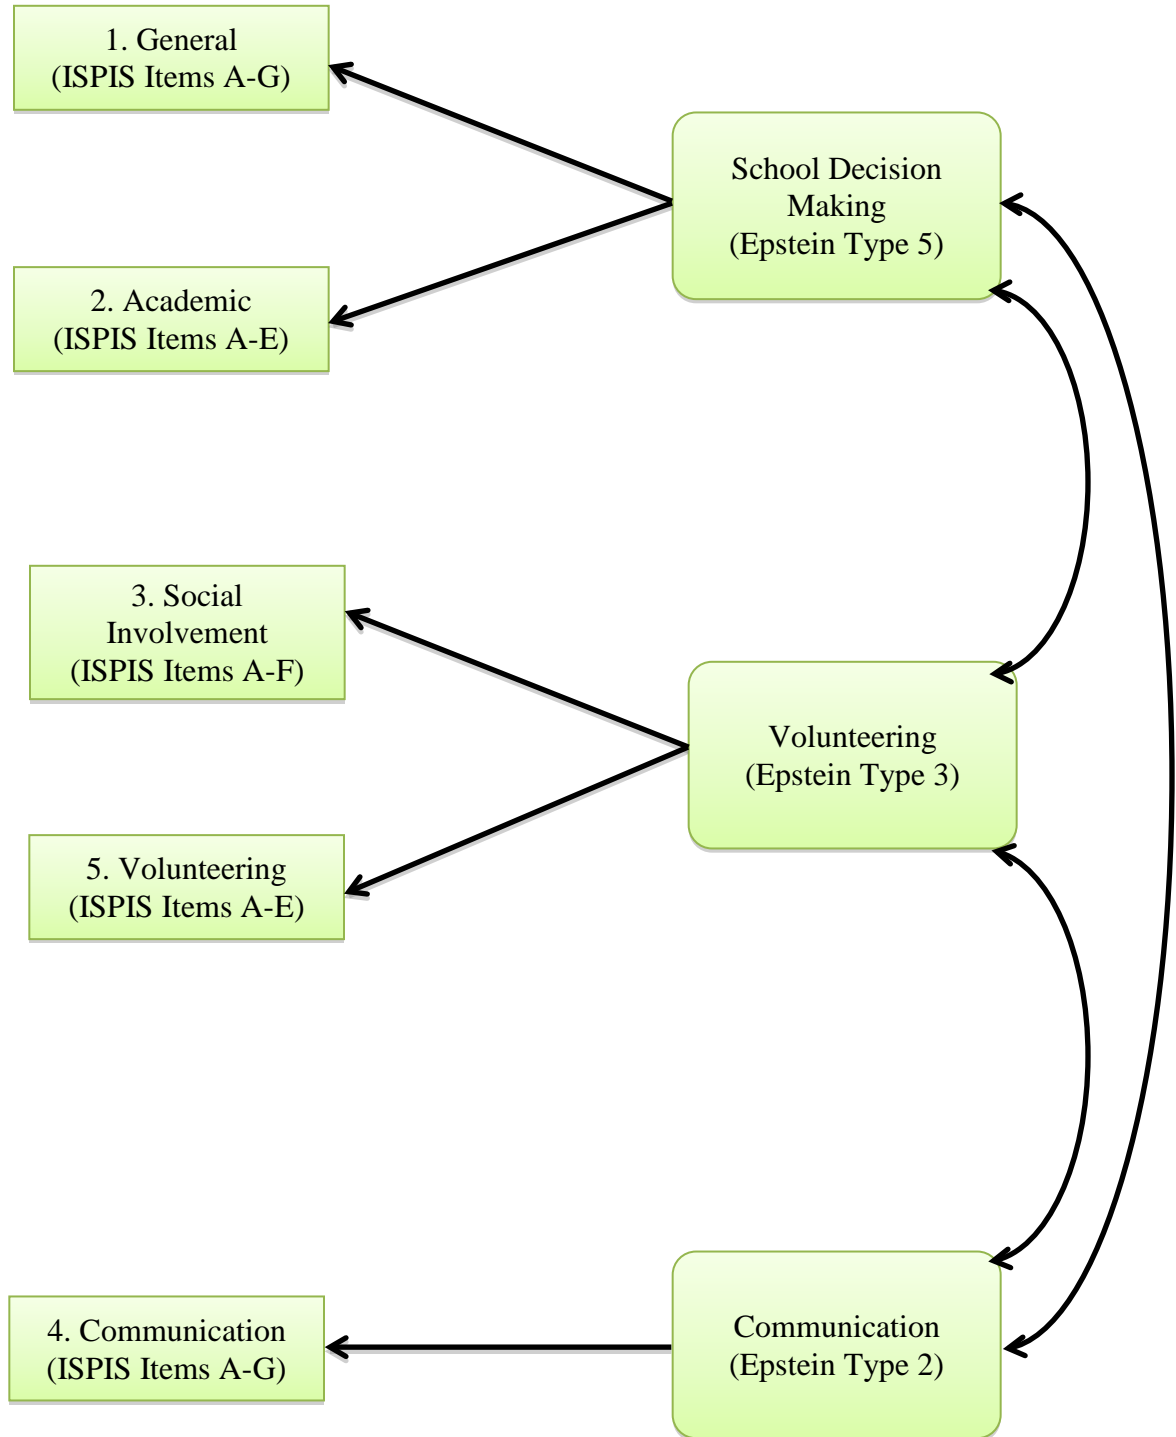 1. General
(ISPIS Items A-G)
School Decision
Making
(Epstein Type 5)
2. Academic
(ISPIS Items A-E)
3. Social
Involvement
(ISPIS Items A-F)
Volunteering
(Epstein Type 3)
5. Volunteering
(ISPIS Items A-E)
4. Communication
(ISPIS Items A-G)
Communication
(Epstein Type 2)